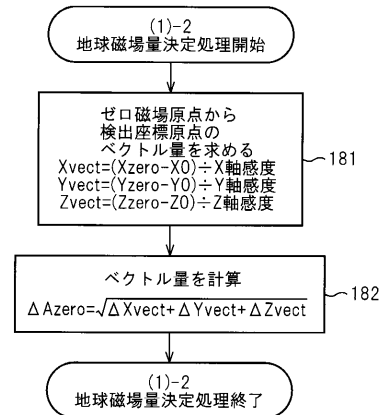 (1)-2
地球磁場量決定処理開始
ゼロ磁場原点から
検出座標原点の
ベクトル量を求める
Xvect=(Xzero-X0)÷X軸感度
Yvect=(Yzero-Y0)÷Y軸感度
Zvect=(Zzero-Z0)÷Z軸感度
181
ベクトル量を計算
ΔAzero=√ΔXvect+ΔYvect+ΔZvect
182
(1)-2
地球磁場量決定処理終了